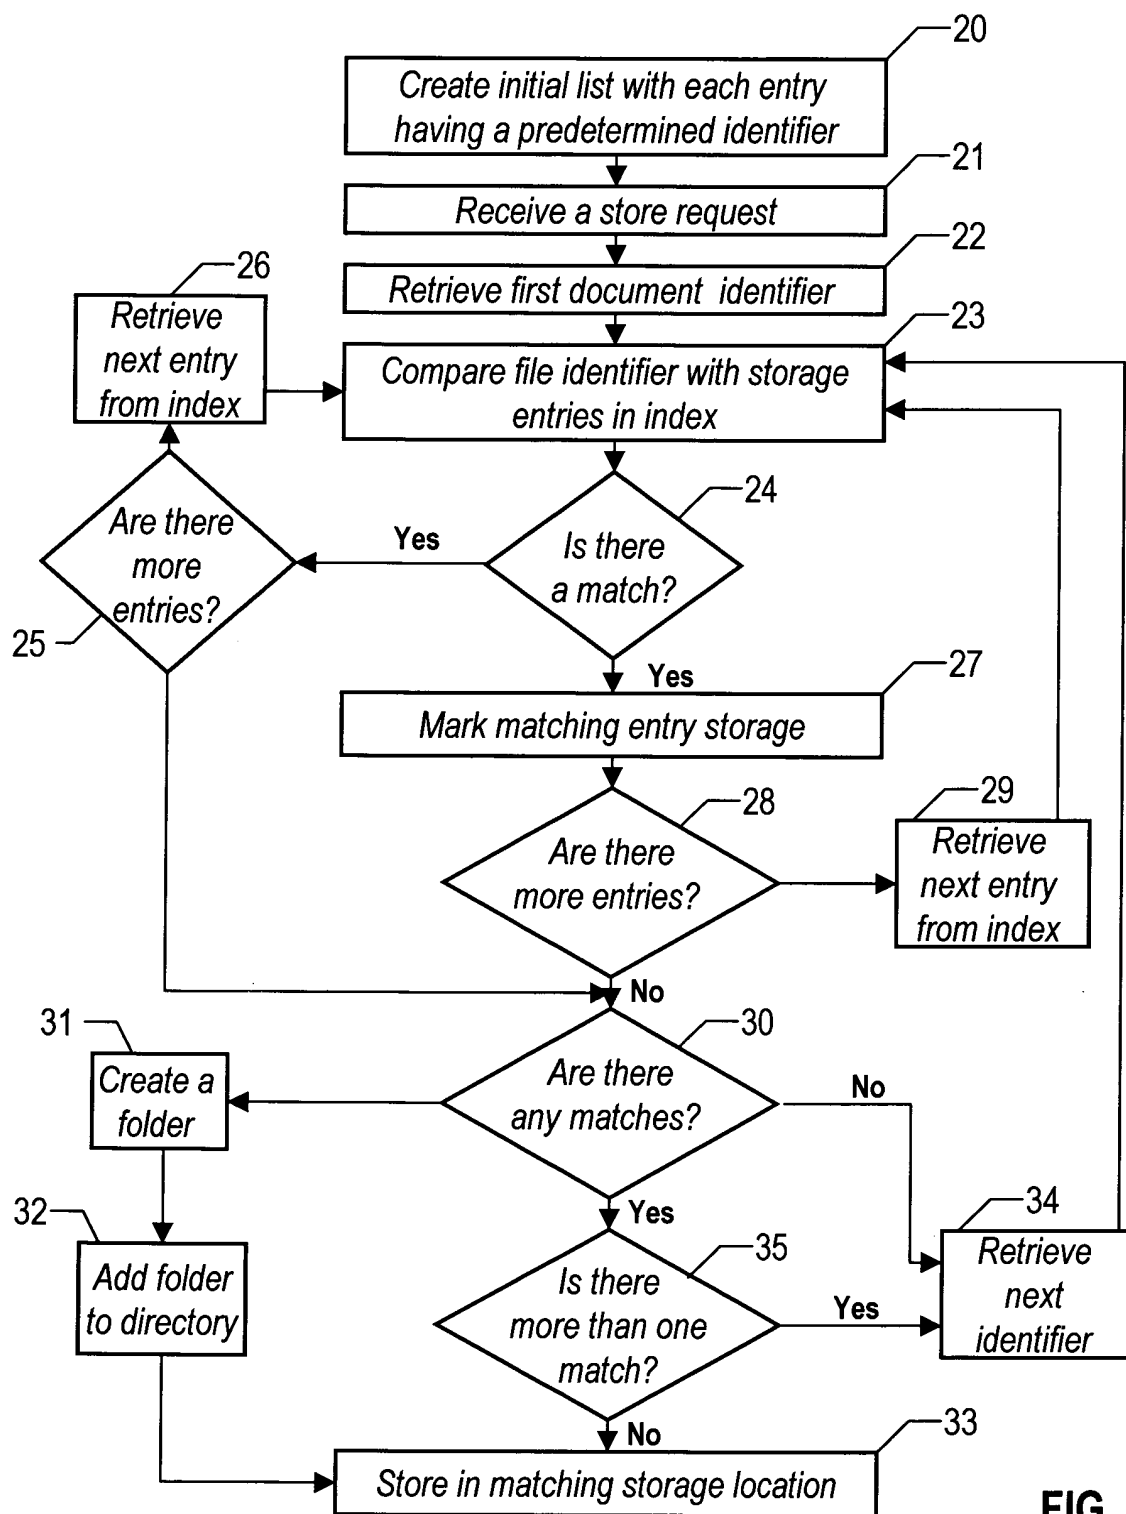 20
Create initial list with each entry
having a predetermined identifier
21
Receive a store request
22
Retrieve first document identifier
26
Retrieve
next entry
from index
23
Compare file identifier with storage
entries in index
24
Is there
a match?
Yes
Are there
more
entries?
25
Yes
27
Mark matching entry storage
28
Are there
more entries?
29
Retrieve
next entry
from index
No
30
Are there
any matches?
No
31
Create a
folder
Yes
32
Add folder
to directory
35
Is there
more than one
match?
Yes
34
Retrieve
next
identifier
No
33
Store in matching storage location
FIG